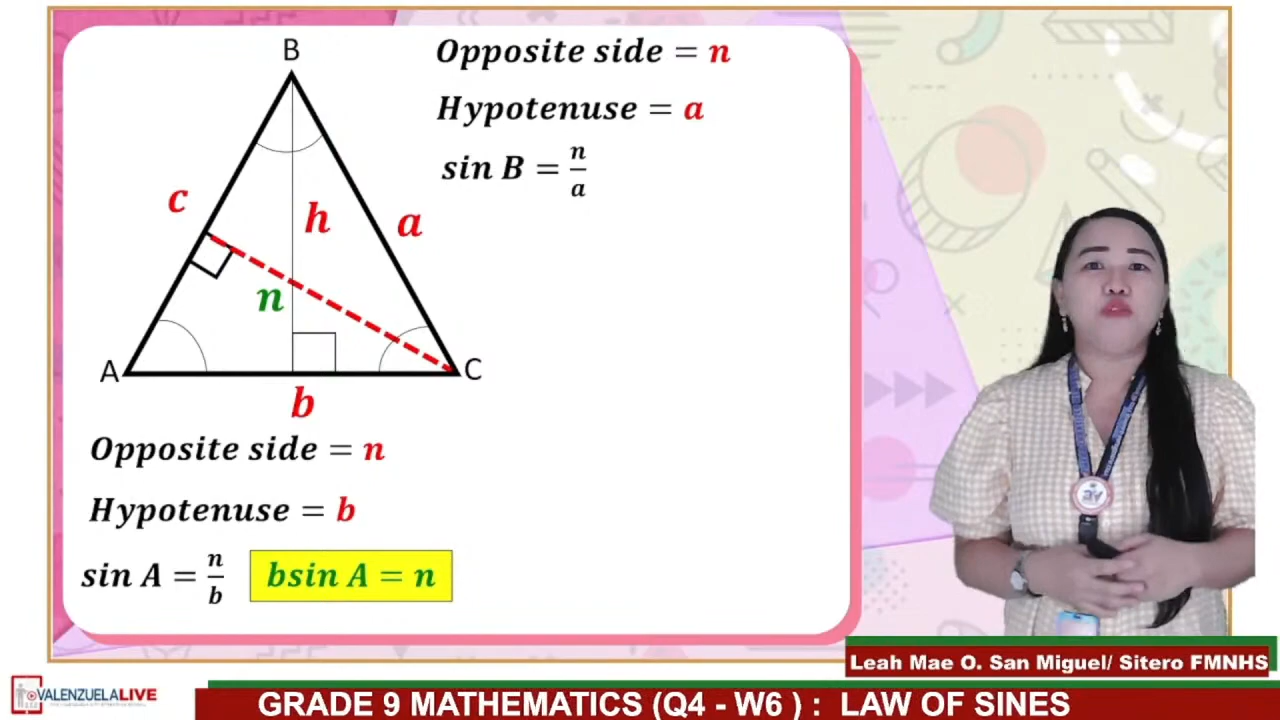 B
Opposite side = n
Hypotenuse = a
sin B = n/a
c
h
a
n
A
C
b
Opposite side = n
Hypotenuse = b
sin A = n/b
bsin A = n
Leah Mae O. San Miguel/ Sitero FMNHS
VALENZUELALIVE
GRADE 9 MATHEMATICS (Q4 - W6 ) : LAW OF SINES